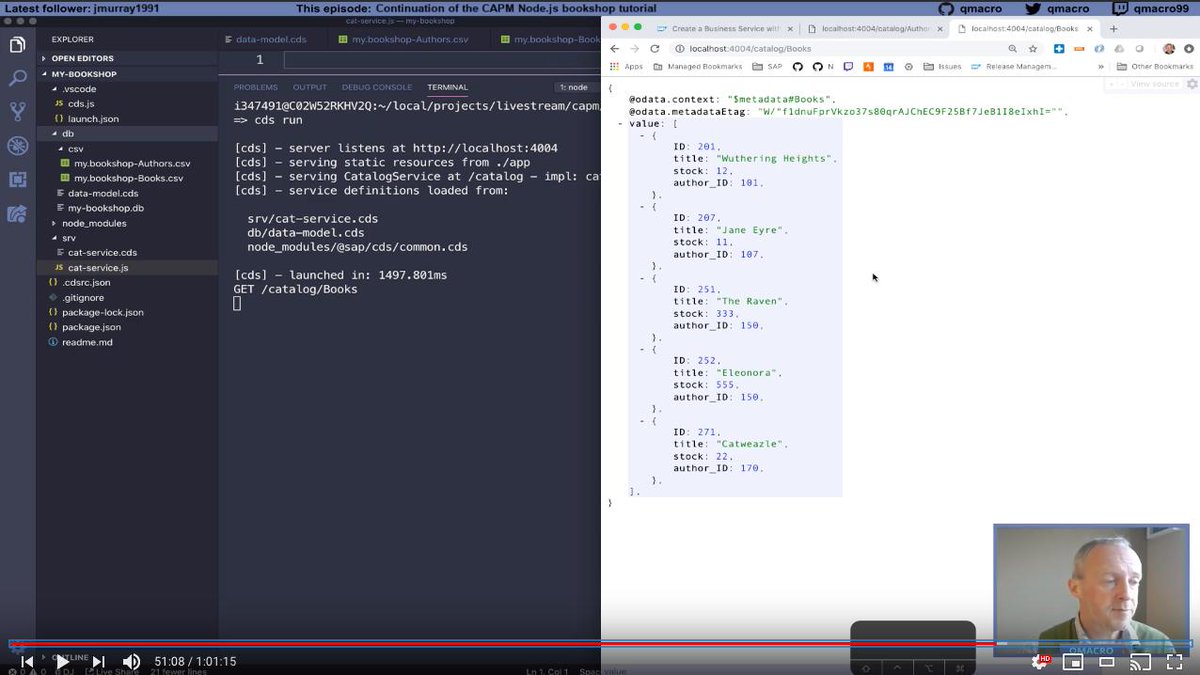 Latest follower: jmurray1991
This episode: Continuation of the CAPM Node.js bookshop tutorial
qmacro
qmacro
qmacro99
cat-service.js — my-bookshop
EXPLORER
OPEN EDITORS
MY-BOOKSHOP
.vscode
JS cds.js
{} launch.json
db
csv
my.bookshop-Authors.csv
my.bookshop-Books.csv
data-model.cds
my-bookshop.db
node_modules
srv
cat-service.cds
JS cat-service.js
{} .cdsrc.json
.gitignore
{} package-lock.json
{} package.json
readme.md
OUTLINE
data-model.cds
my.bookshop-Authors.csv
my.bookshop-Book
1
PROBLEMS OUTPUT DEBUG CONSOLE TERMINAL
1: node
i347491@C02W52RKHV2Q:~/local/projects/livestream/capm/
=> cds run
[cds] - server listens at http://localhost:4004
[cds] - serving static resources from ./app
[cds] - serving CatalogService at /catalog - impl: ca
[cds] - service definitions loaded from:
srv/cat-service.cds
db/data-model.cds
node_modules/@sap/cds/common.cds
[cds] - launched in: 1497.801ms
GET /catalog/Books
Create a Business Service with
localhost:4004/catalog/Author
localhost:4004/catalog/Books
localhost:4004/catalog/Books
Apps Managed Bookmarks SAP N 14 Issues Release Managem... » Other Bookmarks
View source
{
@odata.context: "$metadata#Books",
@odata.metadataEtag: "W/"f1dnuFprVkzo37s80qrAJChEC9F25Bf7JeB1I8eIxhI="",
- value: [
- {
ID: 201,
title: "Wuthering Heights",
stock: 12,
author_ID: 101,
},
- {
ID: 207,
title: "Jane Eyre",
stock: 11,
author_ID: 107,
},
- {
ID: 251,
title: "The Raven",
stock: 333,
author_ID: 150,
},
- {
ID: 252,
title: "Eleonora",
stock: 555,
author_ID: 150,
},
- {
ID: 271,
title: "Catweazle",
stock: 22,
author_ID: 170,
},
],
}
QMACRO
51:08 / 1:01:15
HD
Live Share
21 fewer lines
Ln 1, Col 1
Spac
value